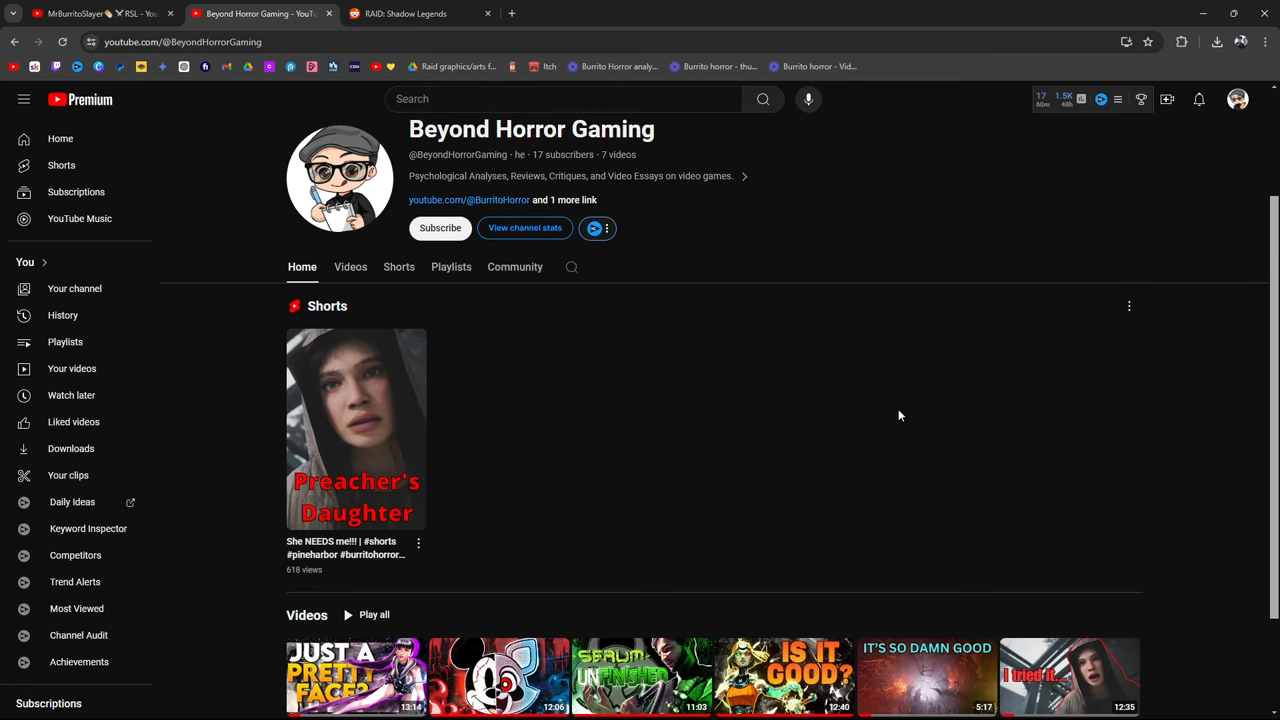 MrBurritoSlayer🌯⚔️RSL - You
Beyond Horror Gaming - YouTu
RAID: Shadow Legends
youtube.com/@BeyondHorrorGaming
Raid graphics/arts f...
Itch
Burrito Horror analy...
Burrito horror - thu...
Burrito horror - Vid...
Premium
Search
17
60m
1.5K
48h
Home
Shorts
Subscriptions
YouTube Music
You
Your channel
History
Playlists
Your videos
Watch later
Liked videos
Downloads
Your clips
Daily Ideas
Keyword Inspector
Competitors
Trend Alerts
Most Viewed
Channel Audit
Achievements
Subscriptions
Beyond Horror Gaming
@BeyondHorrorGaming · he · 17 subscribers · 7 videos
Psychological Analyses, Reviews, Critiques, and Video Essays on video games.
youtube.com/@BurritoHorror and 1 more link
Subscribe
View channel stats
Home Videos Shorts Playlists Community
Shorts
Preacher's
Daughter
She NEEDS me!!! | #shorts
#pineharbor #burritohorror...
618 views
Videos
Play all
JUST A
PRETTY
FACE?
13:14
12:06
SERUM
UNFINISHED
11:03
IS IT
GOOD?
12:40
IT'S SO DAMN GOOD
5:17
I tried it...
12:35